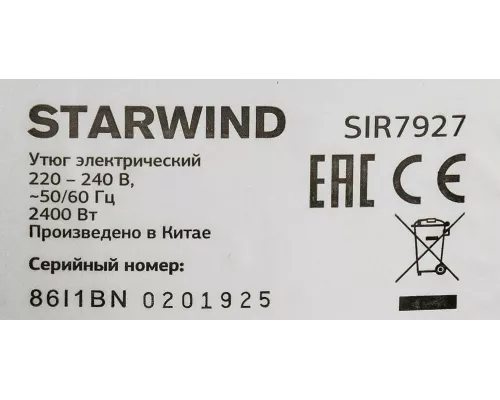 STARWIND SIR7927
Утюг электрический
220 – 240 В,
~50/60 Гц
2400 Вт
Произведено в Китае
EAC CE
Серийный номер:
86I1BN 0201925